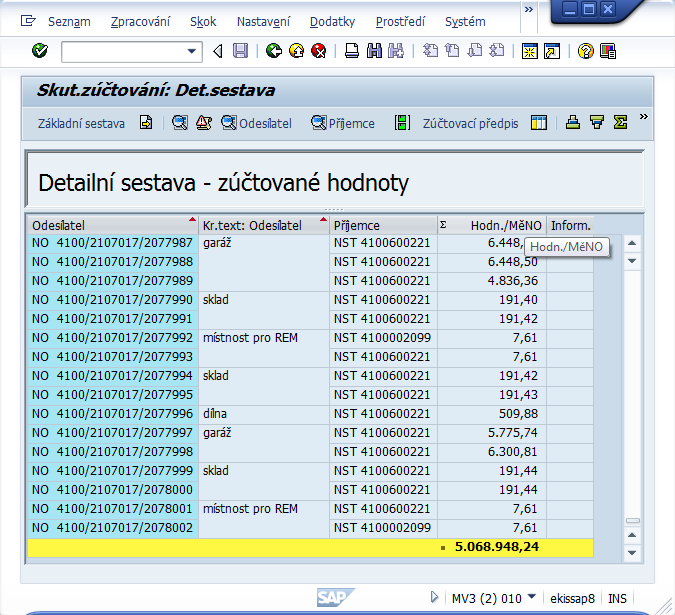 Seznam Zpracování Skok Nastavení Dodatky Prostředí Systém »
Skut.zúčtování: Det.sestava
Základní sestava Odesílatel Příjemce Zúčtovací předpis Σ »
Detailní sestava - zúčtované hodnoty
Odesílatel Kr.text: Odesílatel Příjemce Σ Hodn./MěNO Inform.
NO 4100/2107017/2077987 garáž NST 4100600221 6.448,
Hodn./MěNO
NO 4100/2107017/2077988 NST 4100600221 6.448,50
NO 4100/2107017/2077989 NST 4100600221 4.836,36
NO 4100/2107017/2077990 sklad NST 4100600221 191,40
NO 4100/2107017/2077991 NST 4100600221 191,42
NO 4100/2107017/2077992 místnost pro REM NST 4100002099 7,61
NO 4100/2107017/2077993 NST 4100600221 7,61
NO 4100/2107017/2077994 sklad NST 4100600221 191,42
NO 4100/2107017/2077995 NST 4100600221 191,43
NO 4100/2107017/2077996 dílna NST 4100600221 509,88
NO 4100/2107017/2077997 garáž NST 4100600221 5.775,74
NO 4100/2107017/2077998 NST 4100600221 6.300,81
NO 4100/2107017/2077999 sklad NST 4100600221 191,44
NO 4100/2107017/2078000 NST 4100600221 191,44
NO 4100/2107017/2078001 místnost pro REM NST 4100600221 7,61
NO 4100/2107017/2078002 NST 4100002099 7,61
5.068.948,24
SAP MV3 (2) 010 ekissap8 INS